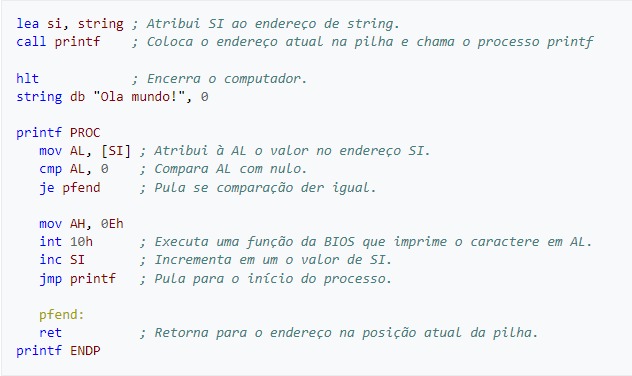 lea si, string ; Atribui SI ao endereço de string.
call printf    ; Coloca o endereço atual na pilha e chama o processo printf
hlt            ; Encerra o computador.
string db "Ola mundo!", 0
printf PROC
   mov AL, [SI] ; Atribui à AL o valor no endereço SI.
   cmp AL, 0    ; Compara AL com nulo.
   je pfend     ; Pula se comparação der igual.
   mov AH, 0Eh
   int 10h      ; Executa uma função da BIOS que imprime o caractere em AL.
   inc SI       ; Incrementa em um o valor de SI.
   jmp printf   ; Pula para o início do processo.
   pfend:
   ret          ; Retorna para o endereço na posição atual da pilha.
printf ENDP